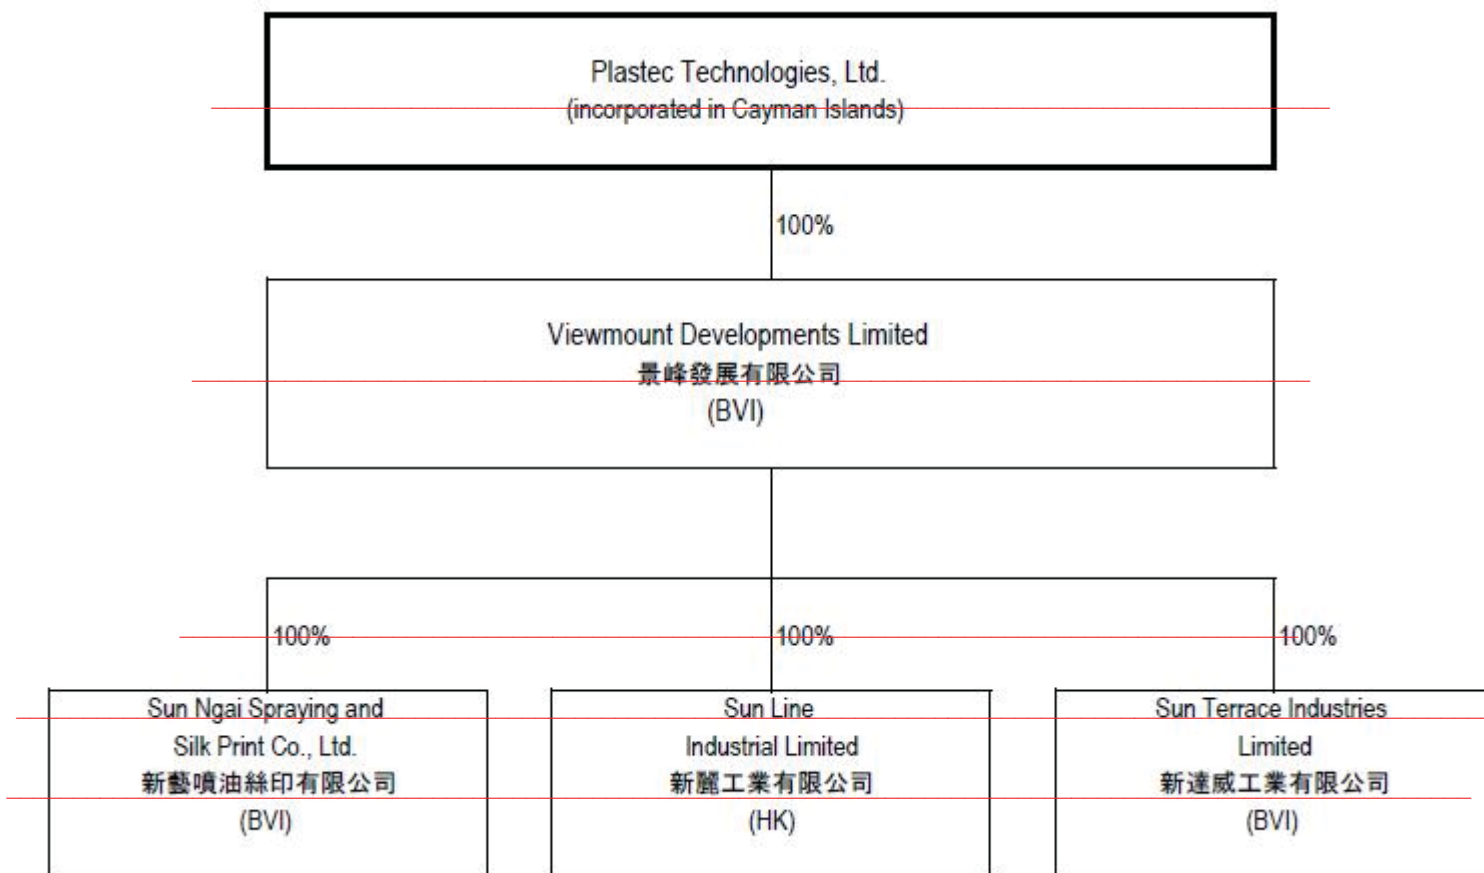 Plastec Technologies, Ltd.
(incorporated in Cayman Islands)
100%
Viewmount Developments Limited
景峰發展有限公司
(BVI)
100%
100%
100%
Sun Ngai Spraying and
Silk Print Co., Ltd.
新藝噴油絲印有限公司
(BVI)
Sun Line
Industrial Limited
新麗工業有限公司
(HK)
Sun Terrace Industries
Limited
新達威工業有限公司
(BVI)